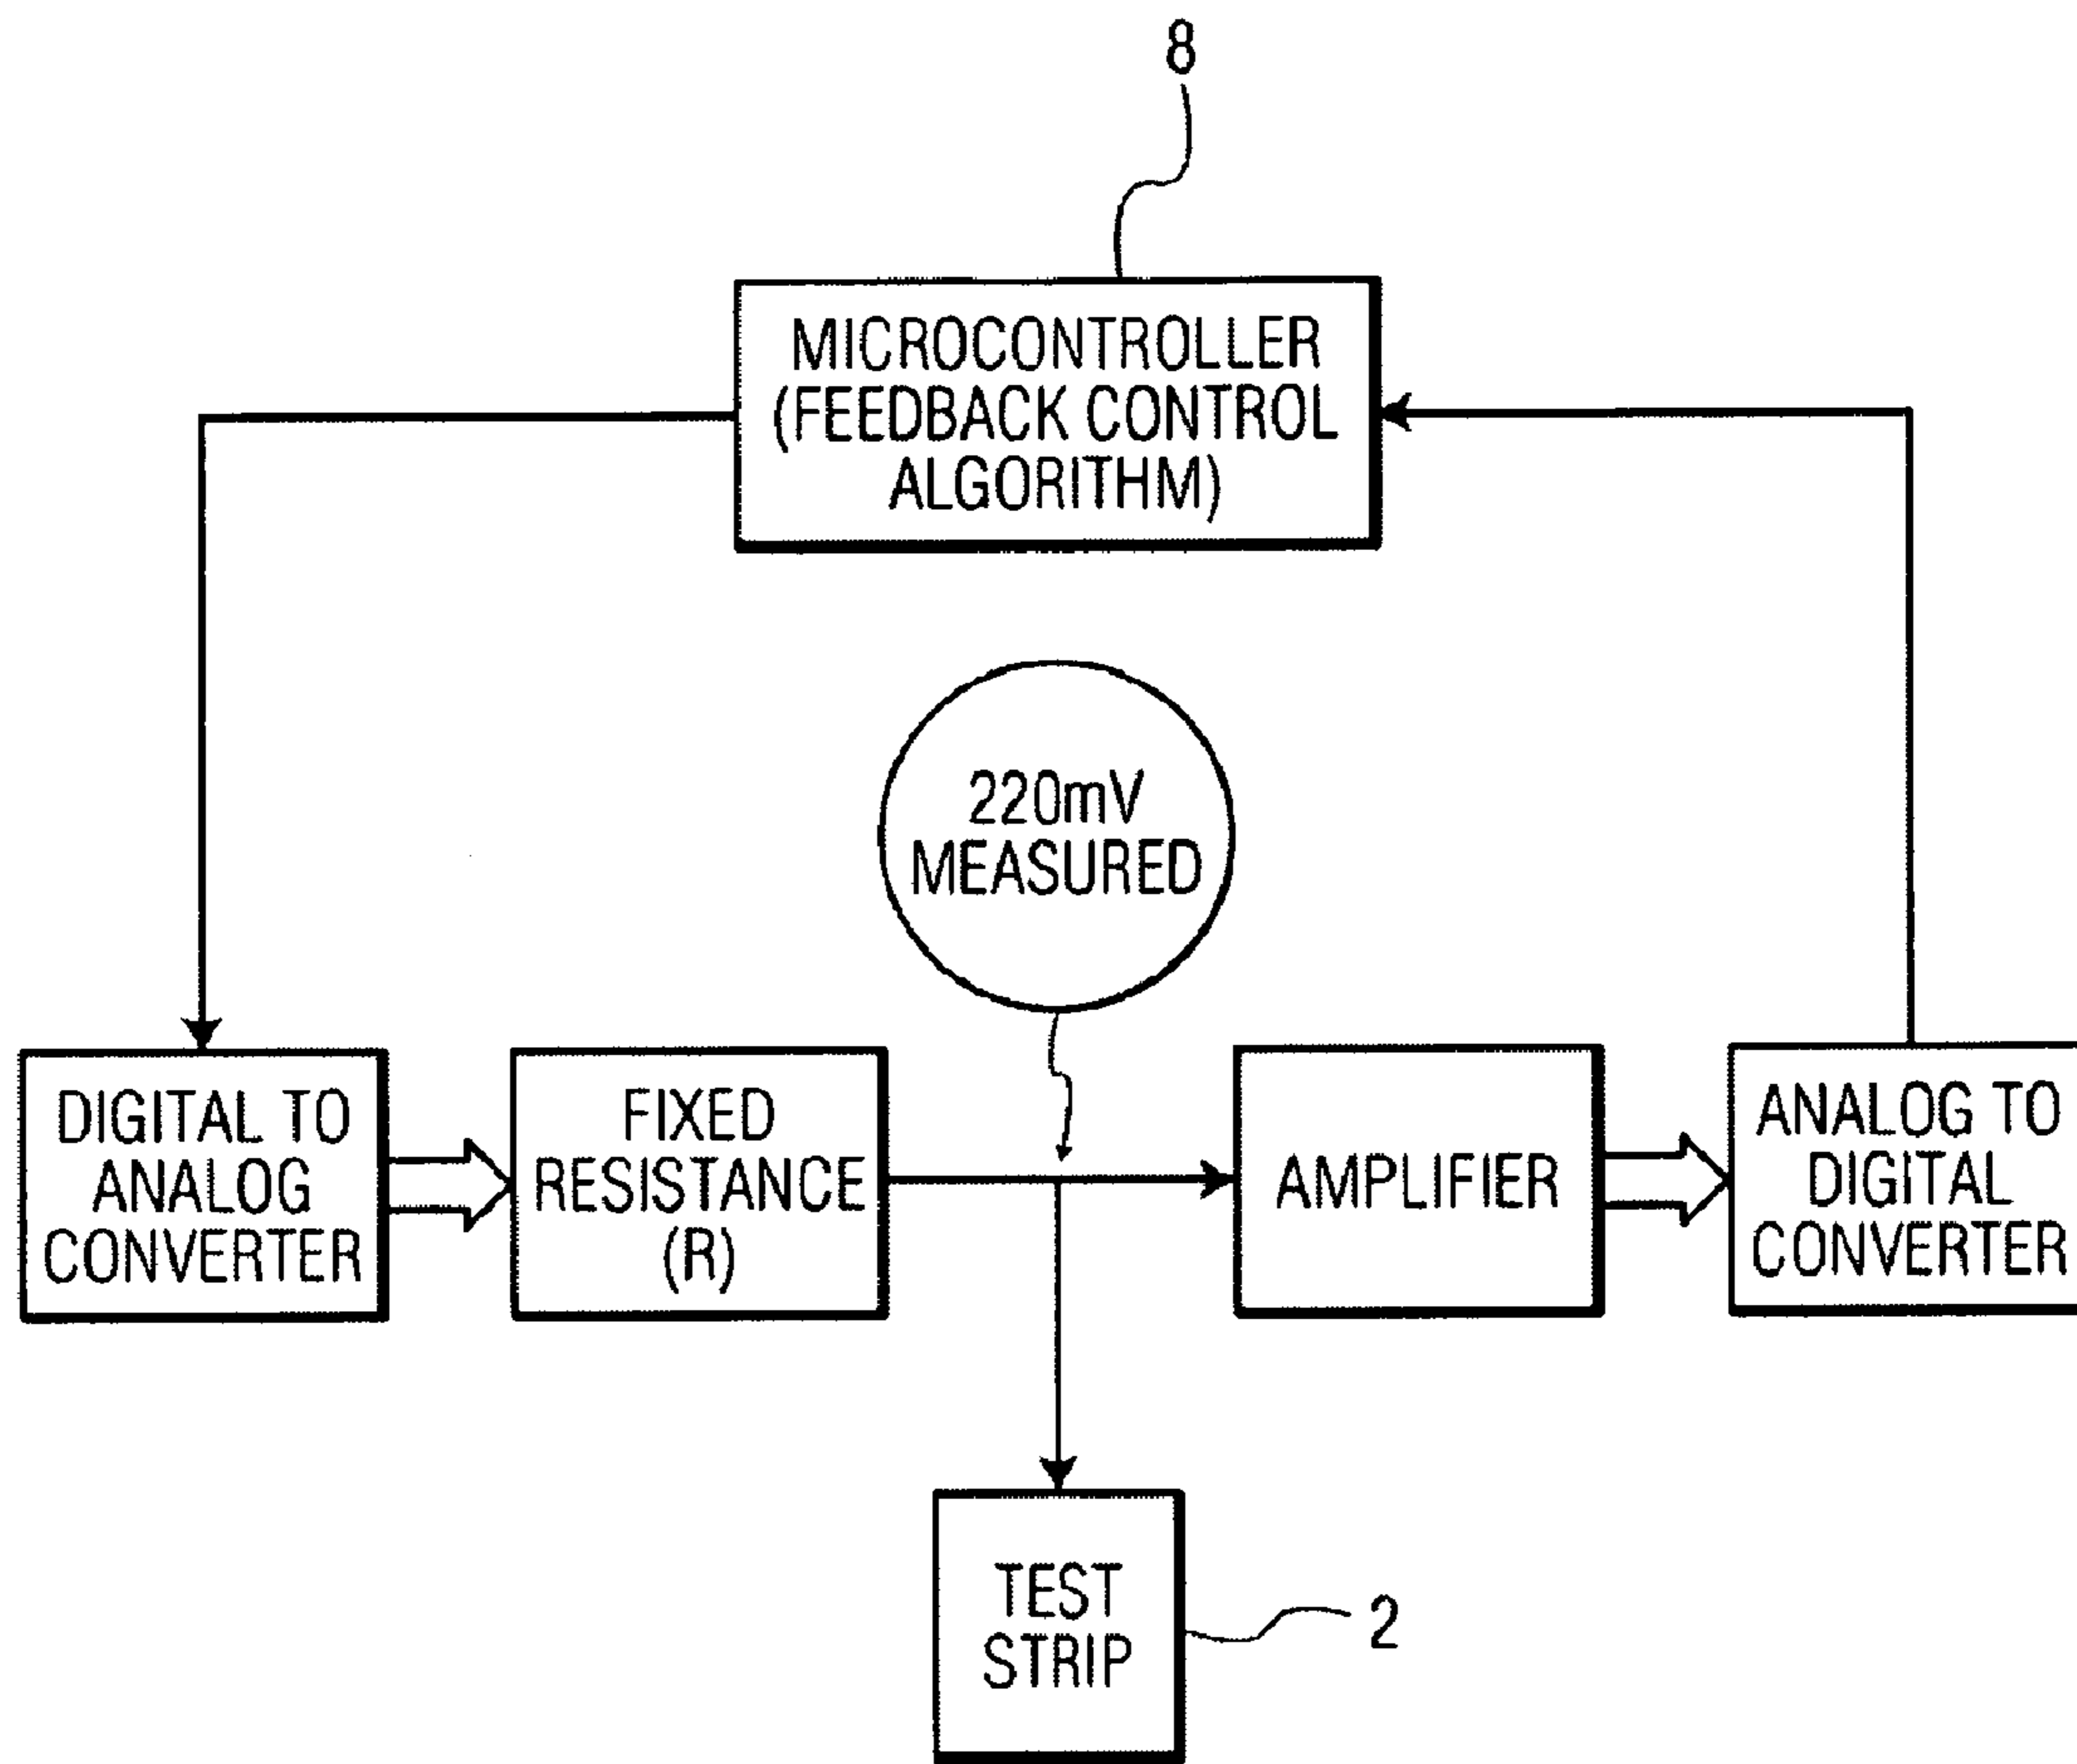 8
MICROCONTROLLER
(FEEDBACK CONTROL
ALGORITHM)
220mV
MEASURED
DIGITAL TO
ANALOG
CONVERTER
FIXED
RESISTANCE
(R)
AMPLIFIER
ANALOG TO
DIGITAL
CONVERTER
TEST
STRIP
2